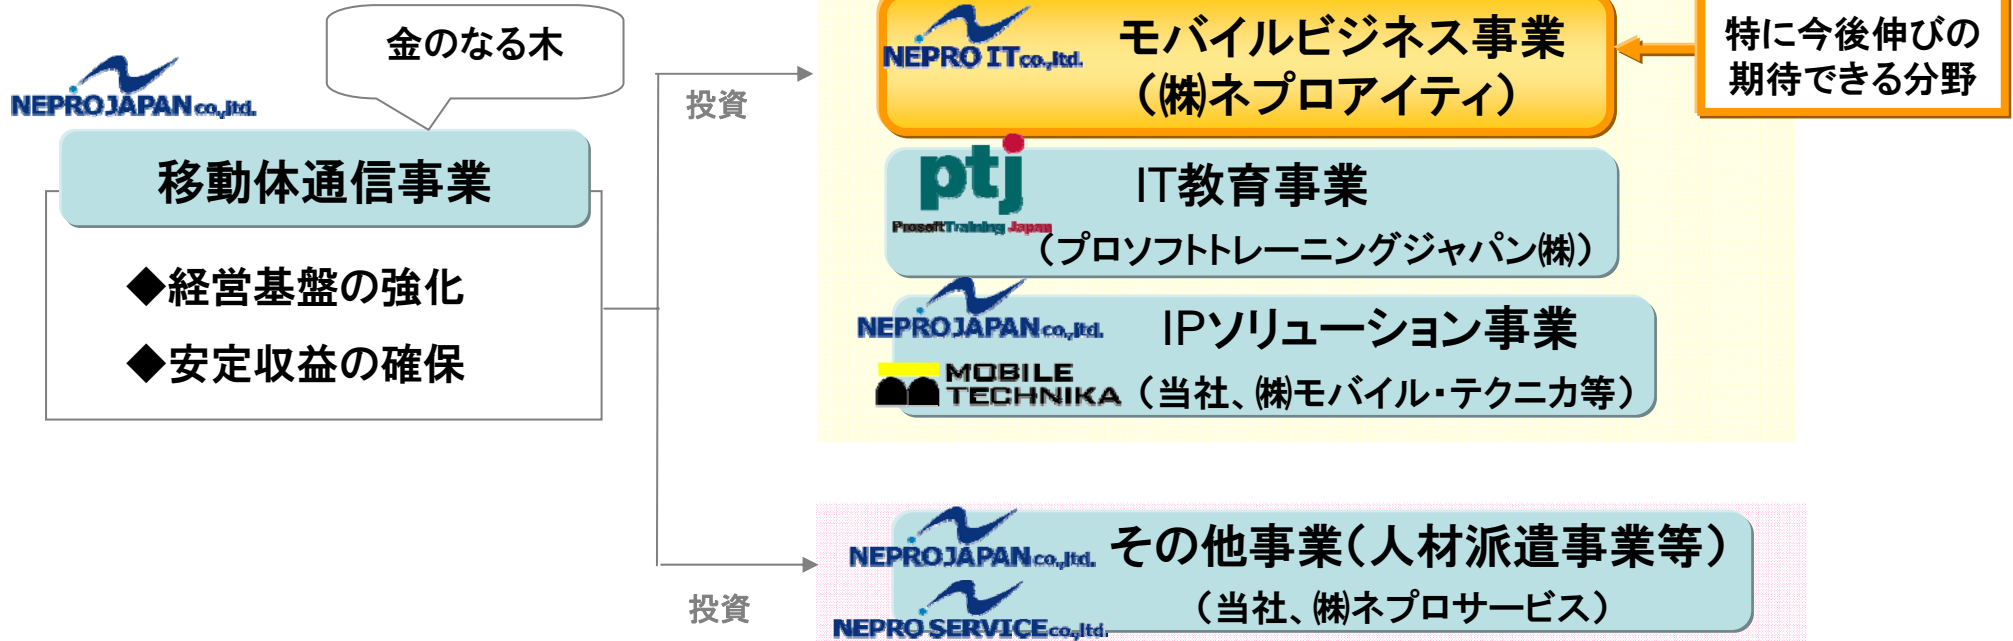 金のなる木
NEPROJAPAN co.,ltd.
移動体通信事業
◆経営基盤の強化
◆安定収益の確保
投資
NEPRO IT co.,ltd.
モバイルビジネス事業
（㈱ネプロアイティ）
特に今後伸びの
期待できる分野
ptj
ProsoftTraining Japan
IT教育事業
（プロソフトトレーニングジャパン㈱）
NEPROJAPAN co.,ltd.
IPソリューション事業
MOBILE
TECHNIKA
（当社、㈱モバイル・テクニカ等）
投資
NEPROJAPAN co.,ltd.
その他事業（人材派遣事業等）
NEPRO SERVICE co.,ltd.
（当社、㈱ネプロサービス）